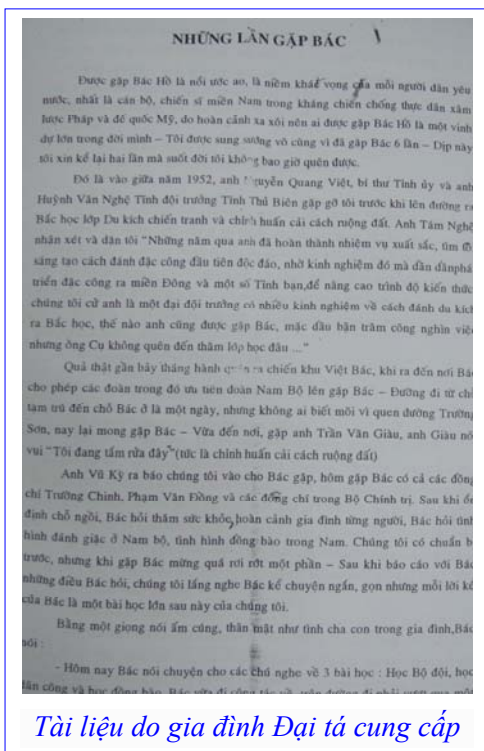 NHỮNG LẦN GẶP BÁC
Được gặp Bác Hồ là nỗi ước ao, là niềm khát vọng của mỗi người dân yêu
nước, nhất là cán bộ, chiến sĩ miền Nam trong kháng chiến chống thực dân xâm
lược Pháp và đế quốc Mỹ, do hoàn cảnh xa xôi nên ai được gặp Bác Hồ là một vinh
dự lớn trong đời mình – Tôi được sung sướng vô cùng vì đã gặp Bác 6 lần – Dịp này
tôi xin kể lại hai lần mà suốt đời tôi không bao giờ quên được.
Đó là vào giữa năm 1952, anh Nguyễn Quang Việt, bí thư Tỉnh ủy và anh
Huỳnh Văn Nghệ Tỉnh đội trưởng Tỉnh Thủ Biên gặp gỡ tôi trước khi lên đường ra
Bắc học lớp Du kích chiến tranh và chỉnh huấn cải cách ruộng đất. Anh Tám Nghệ
nhận xét và dặn tôi "Những năm qua anh đã hoàn thành nhiệm vụ xuất sắc, tìm tòi
sáng tạo cách đánh đặc công đầu tiên độc đáo, nhờ kinh nghiệm đó mà dần dầnphát
triển đặc công ra miền Đông và một số Tỉnh bạn,để nâng cao trình độ kiến thức
chúng tôi cử anh là một đại đội trưởng có nhiều kinh nghiệm về cách đánh du kích
ra Bắc học, thế nào anh cũng được gặp Bác, mặc dầu bận trăm công nghìn việc
nhưng ông Cụ không quên đến thăm lớp học đâu ..."
Quả thật gần bảy tháng hành quân ra chiến khu Việt Bắc, khi ra đến nơi Bác
cho phép các đoàn trong đó ưu tiên đoàn Nam Bộ lên gặp Bác – Đường đi từ chỗ
tạm trú đến chỗ Bác ở là một ngày, nhưng không ai biết mỏi vì quen đường Trường
Sơn, nay lại mong gặp Bác – Vừa đến nơi, gặp anh Trần Văn Giàu, anh Giàu nói
vui "Tôi đang tắm rửa đây" (tức là chỉnh huấn cải cách ruộng đất)
Anh Vũ Kỳ ra báo chúng tôi vào cho Bác gặp, hôm gặp Bác có cả các đồng
chí Trường Chinh, Phạm Văn Đồng và các đồng chí trong Bộ Chính trị. Sau khi ổn
định chỗ ngồi, Bác hỏi thăm sức khỏe,hoàn cảnh gia đình từng người, Bác hỏi tình
hình đánh giặc ở Nam bộ, tình hình đồng bào trong Nam. Chúng tôi có chuẩn bị
trước, nhưng khi gặp Bác mừng quá rơi rớt một phần – Sau khi báo cáo với Bác
những điều Bác hỏi, chúng tôi lắng nghe Bác kể chuyện ngắn, gọn nhưng mỗi lời kể
của Bác là một bài học lớn sau này của chúng tôi.
Bằng một giọng nói ấm cúng, thân mật như tình cha con trong gia đình,Bác
nói :
- Hôm nay Bác nói chuyện cho các chú nghe về 3 bài học : Học Bộ đội, học
dân công và học đồng bào. Bác vừa đi công tác về, trên đường đi phải vượt qua một
Tài liệu do gia đình Đại tá cung cấp